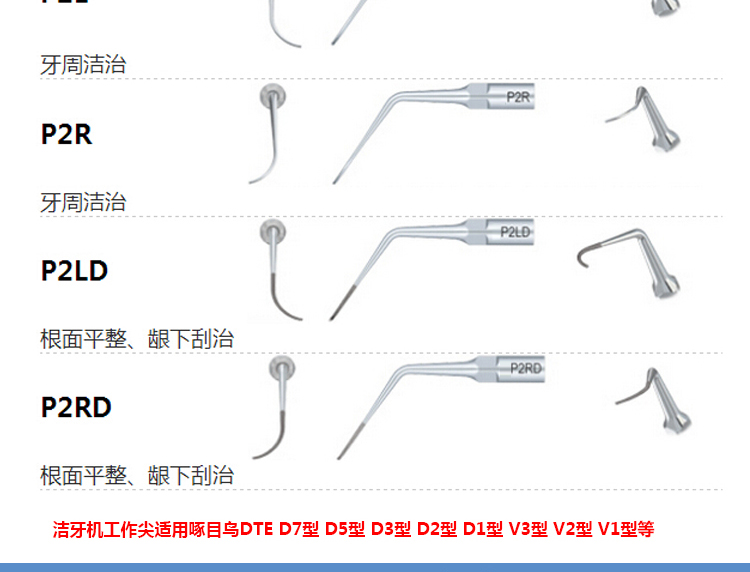 牙周洁治
P2R
P2R
牙周洁治
P2LD
P2LD
根面平整、龈下刮治
P2RD
P2RD
根面平整、龈下刮治
洁牙机工作尖适用啄目鸟DTE D7型 D5型 D3型 D2型 D1型 V3型 V2型 V1型等